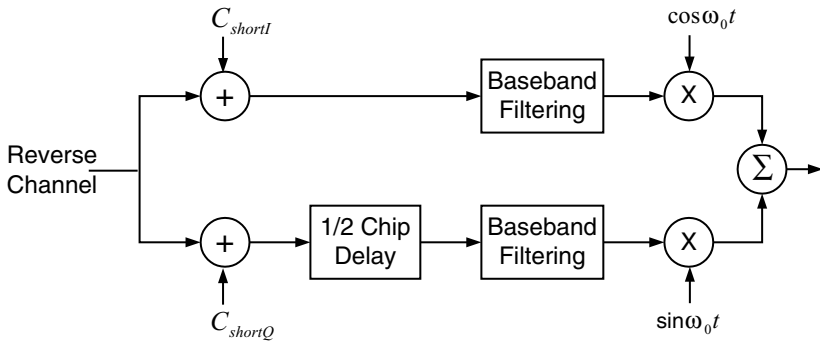 C_shortI
cosω₀t
+
Baseband
Filtering
X
Reverse
Channel
Σ
+
1/2 Chip
Delay
Baseband
Filtering
X
C_shortQ
sinω₀t